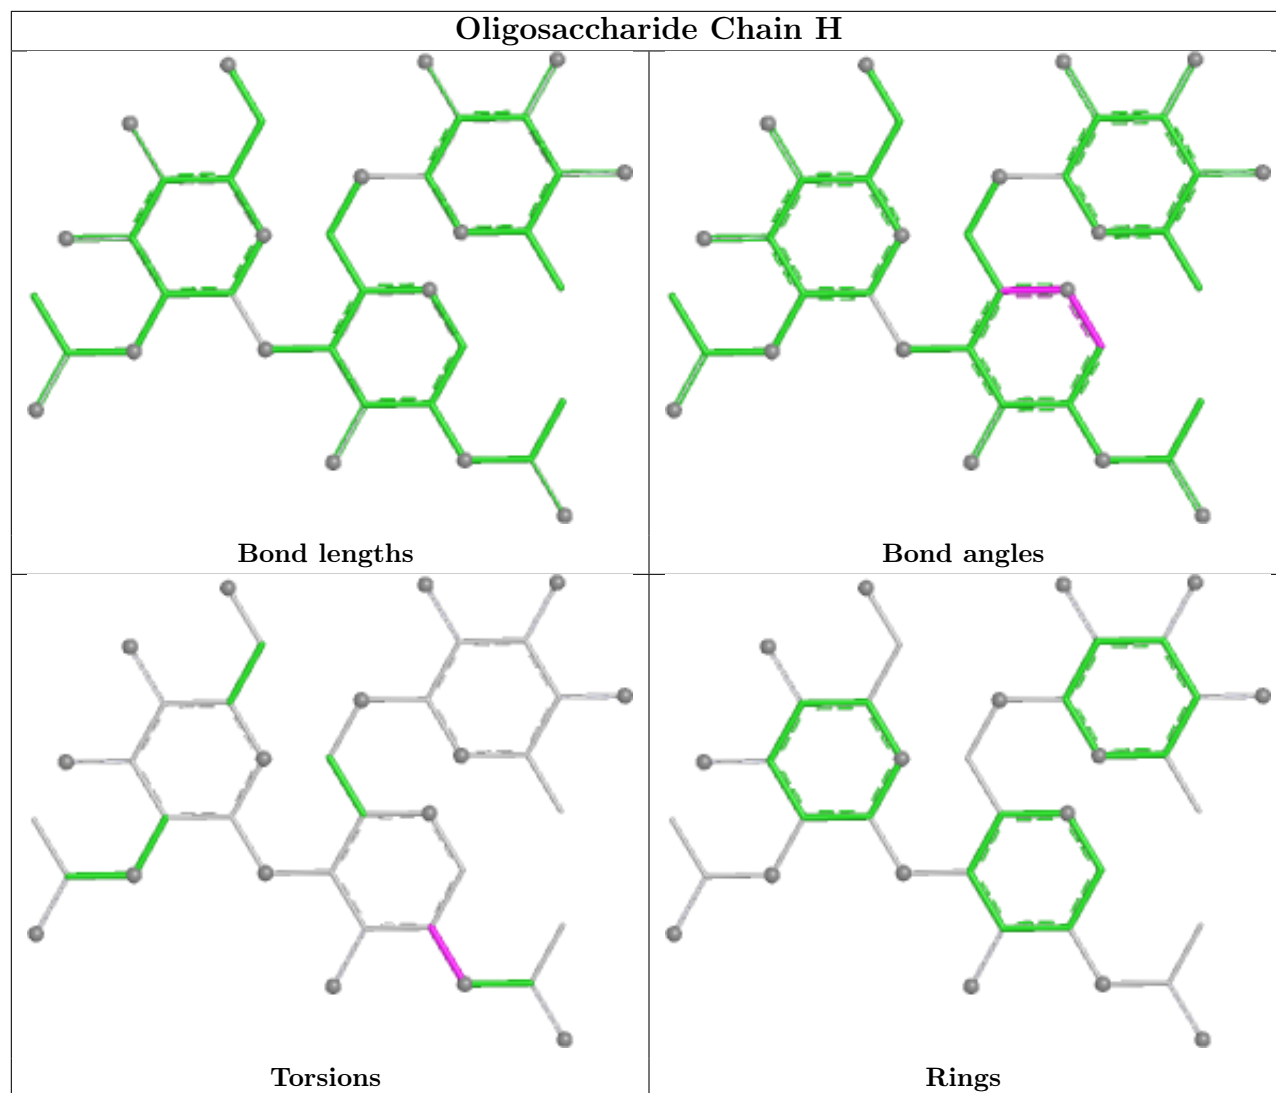 Oligosaccharide Chain H
Bond lengths
Bond angles
Torsions
Rings